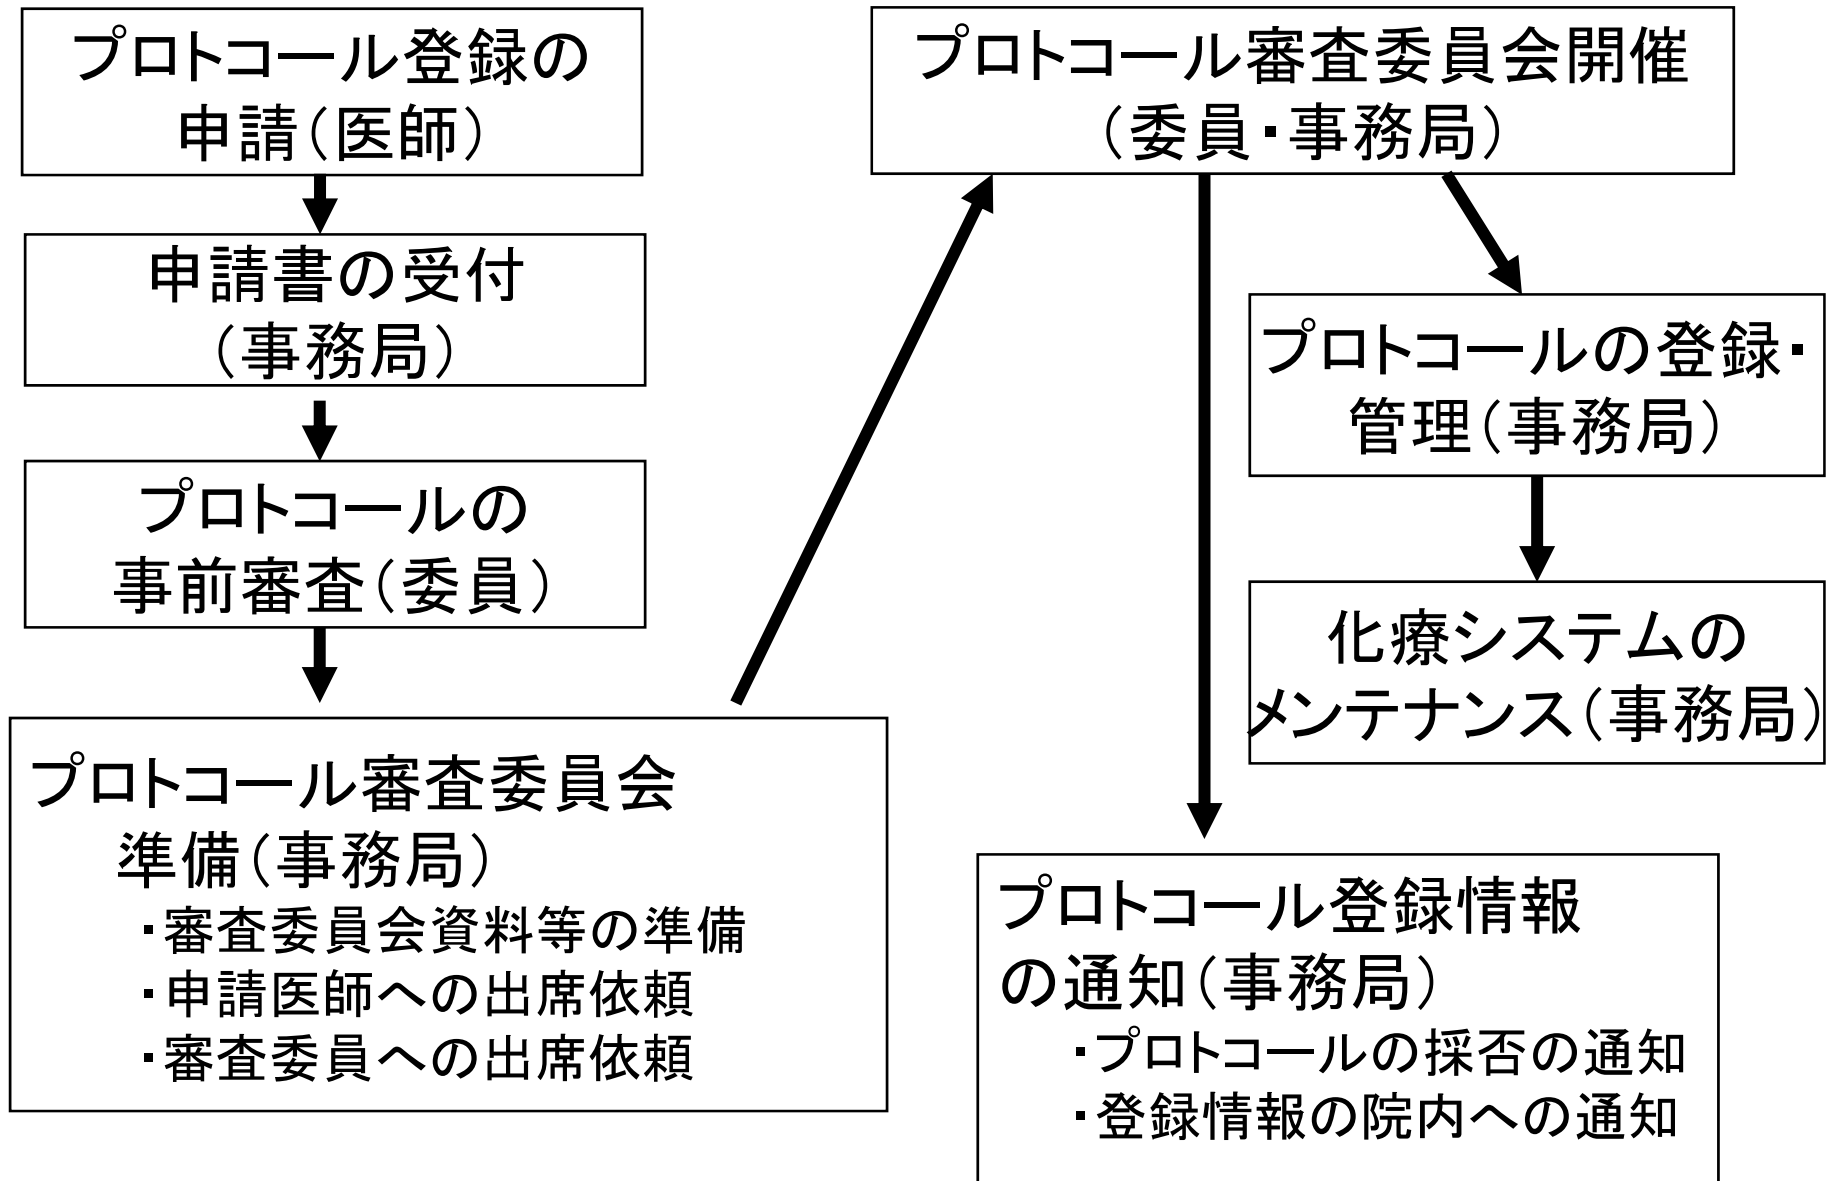 プロトコール登録の
申請(医師)
申請書の受付
(事務局)
プロトコールの
事前審査(委員)
プロトコール審査委員会
準備(事務局)
・審査委員会資料等の準備
・申請医師への出席依頼
・審査委員への出席依頼
プロトコール審査委員会開催
(委員・事務局)
プロトコールの登録・
管理(事務局)
化療システムの
メンテナンス(事務局)
プロトコール登録情報
の通知(事務局)
・プロトコールの採否の通知
・登録情報の院内への通知